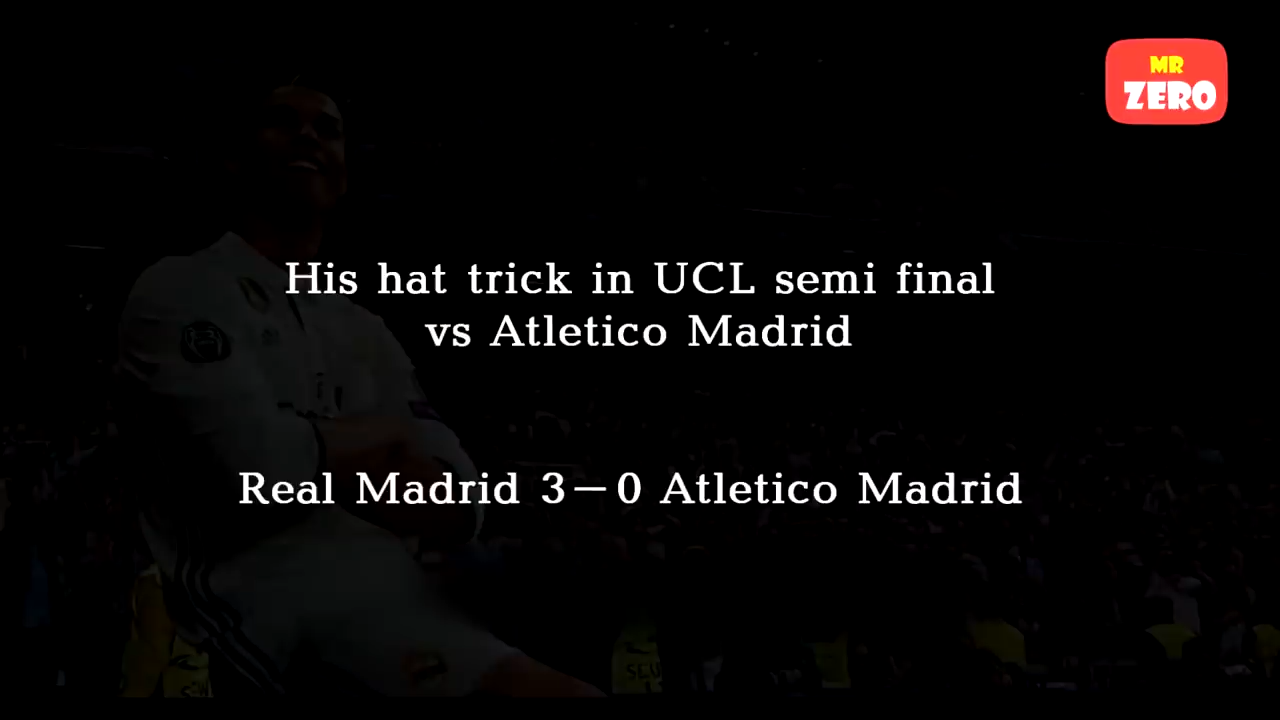 MR
ZERO
His hat trick in UCL semi final
vs Atletico Madrid
Real Madrid 3–0 Atletico Madrid